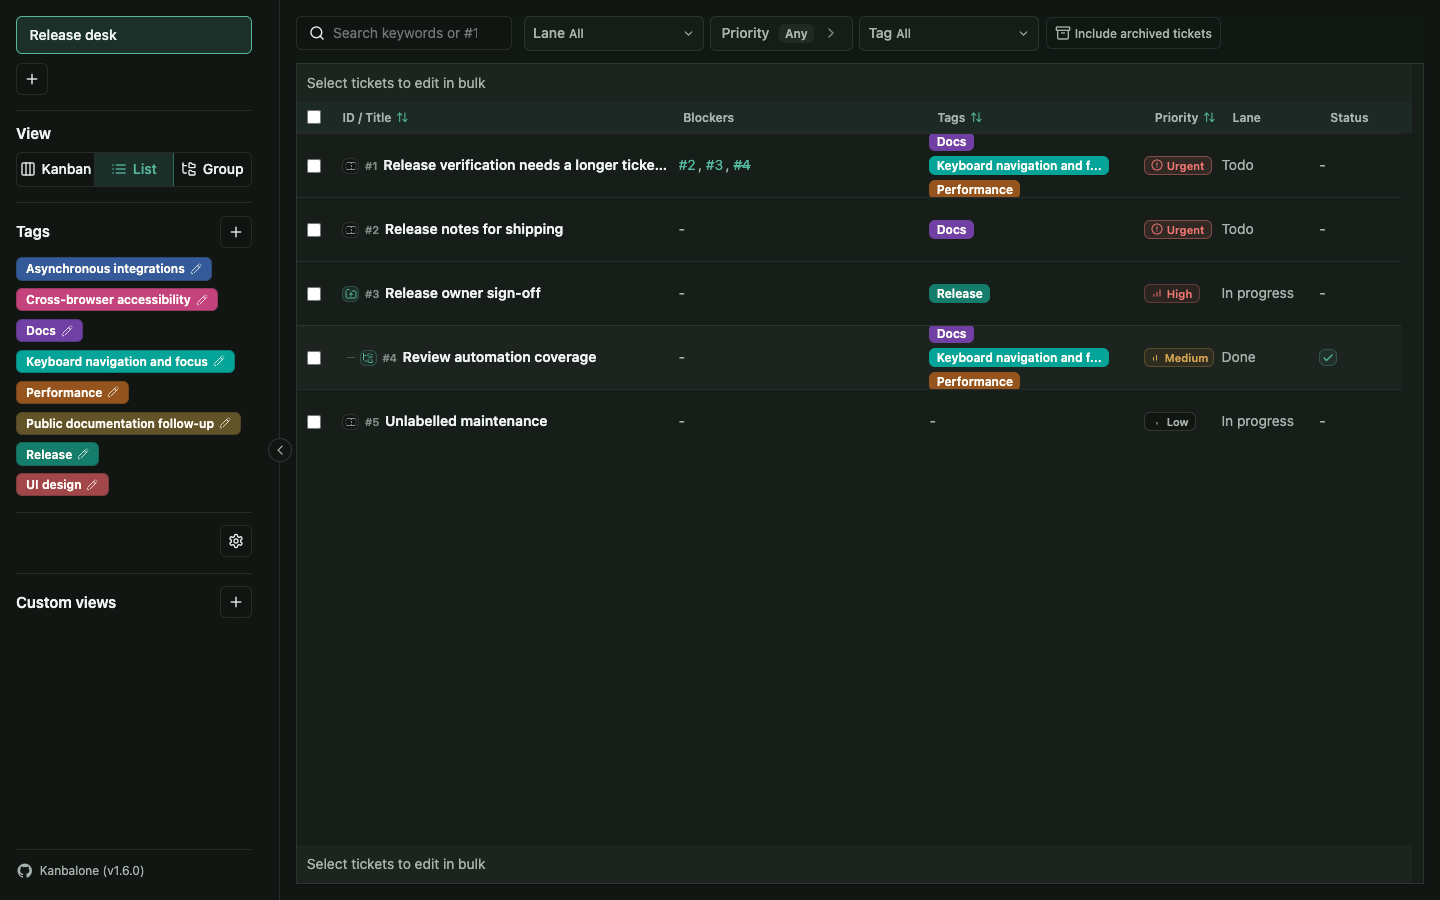 Release desk
View
Kanban
List
Group
Tags
Asynchronous integrations
Cross-browser accessibility
Docs
Keyboard navigation and focus
Performance
Public documentation follow-up
Release
UI design
Custom views
Kanbalone (v1.6.0)
Search keywords or #1
Lane All
Priority Any
Tag All
Include archived tickets
Select tickets to edit in bulk
ID / Title Blockers Tags Priority Lane Status
#1 Release verification needs a longer ticke... #2, #3, #4 Docs Keyboard navigation and f... Performance Urgent Todo -
#2 Release notes for shipping - Docs Urgent Todo -
#3 Release owner sign-off - Release High In progress -
#4 Review automation coverage - Docs Keyboard navigation and f... Performance Medium Done
#5 Unlabelled maintenance - - Low In progress -
Select tickets to edit in bulk